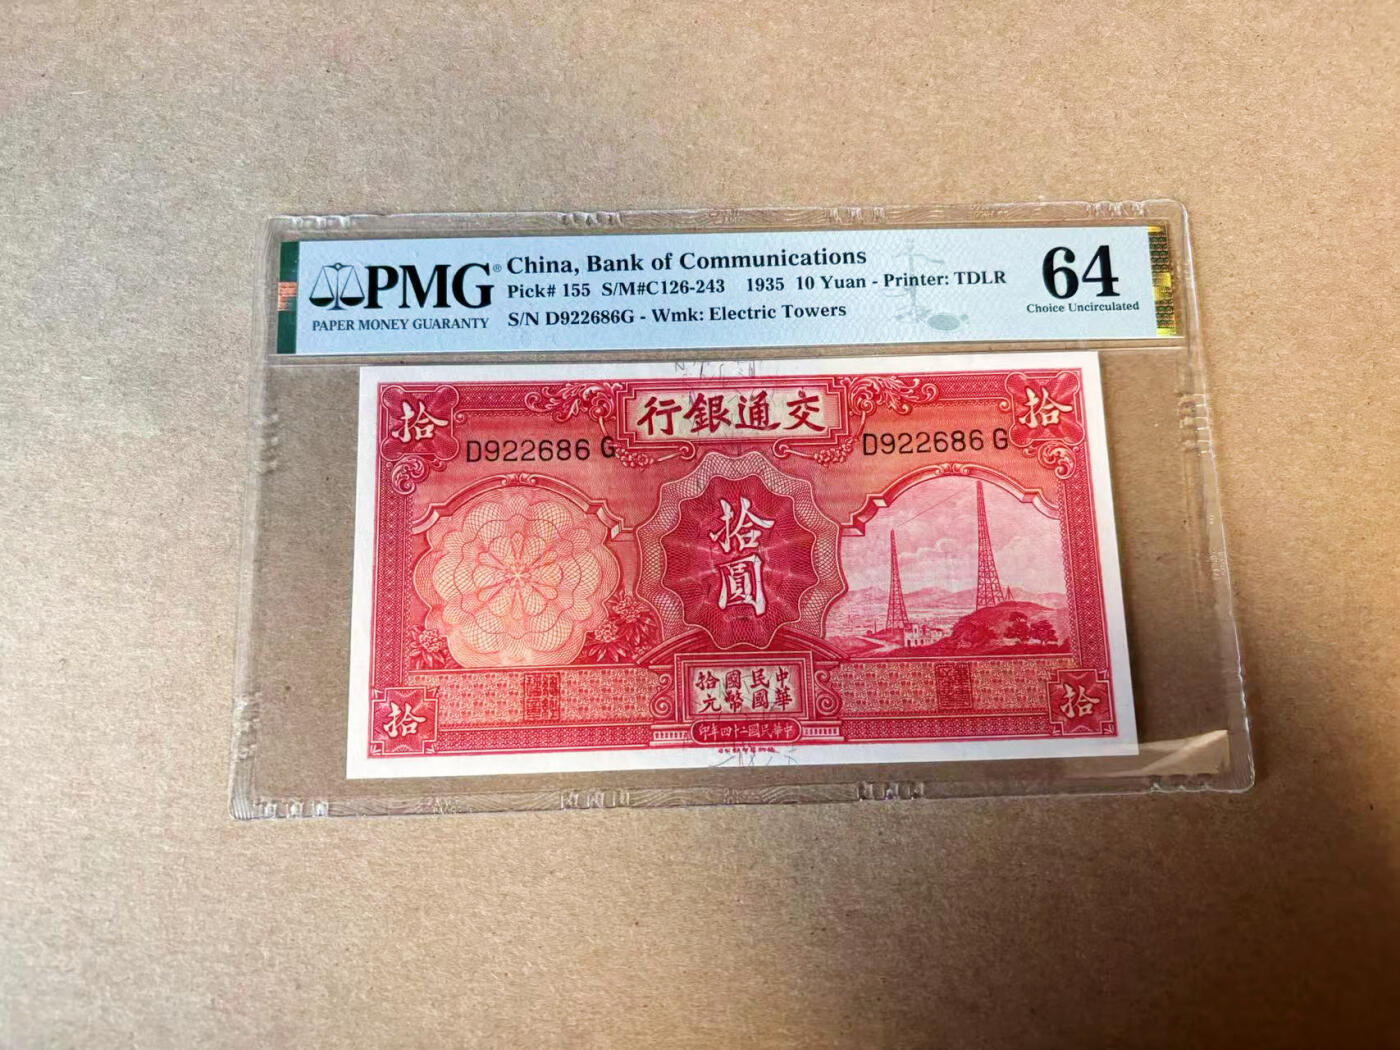 PMG®
PAPER MONEY GUARANTY
China, Bank of Communications
Pick# 155 S/M#C126-243 1935 10 Yuan - Printer: TDLR
S/N D922686G - Wmk: Electric Towers
64
Choice Uncirculated
行銀通交
拾
拾
D922686 G
D922686 G
拾圓
中華
民國
國幣
拾元
印年四十二國民華中
拾
拾